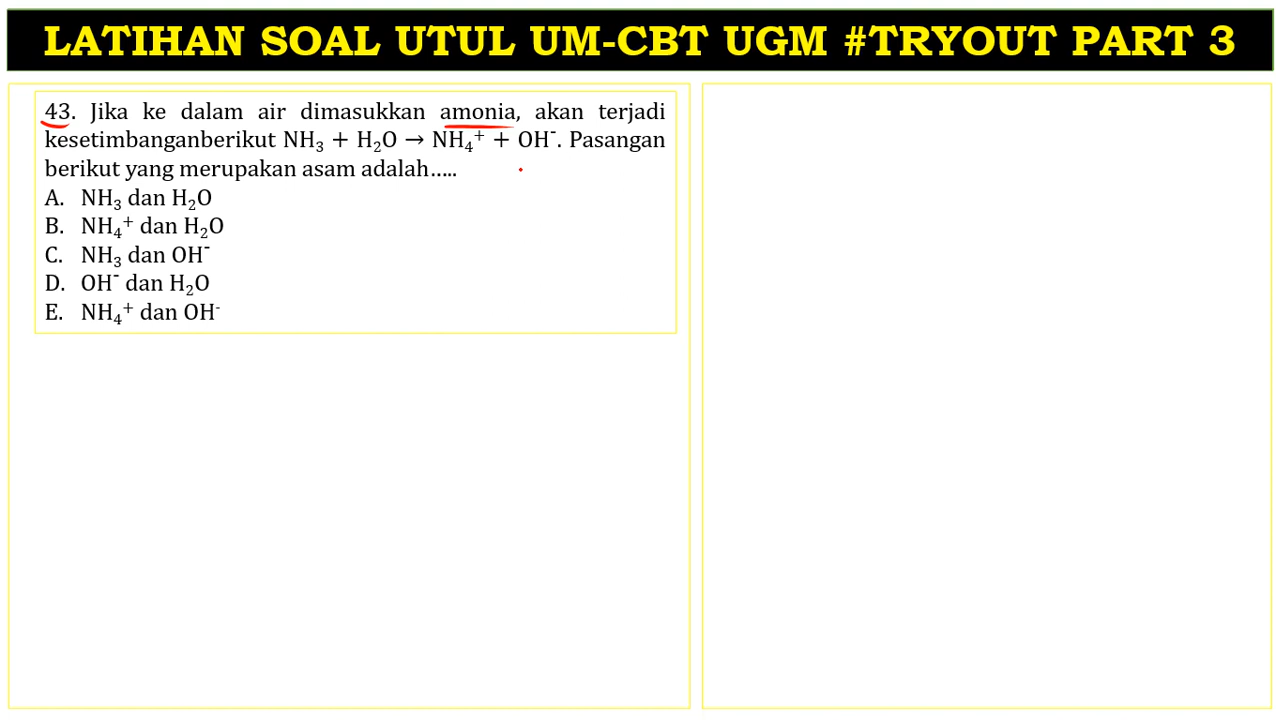 LATIHAN SOAL UTUL UM-CBT UGM #TRYOUT PART 3
43. Jika ke dalam air dimasukkan amonia, akan terjadi
kesetimbanganberikut NH₃ + H₂O → NH₄⁺ + OH⁻. Pasangan
berikut yang merupakan asam adalah.....
A. NH₃ dan H₂O
B. NH₄⁺ dan H₂O
C. NH₃ dan OH⁻
D. OH⁻ dan H₂O
E. NH₄⁺ dan OH⁻